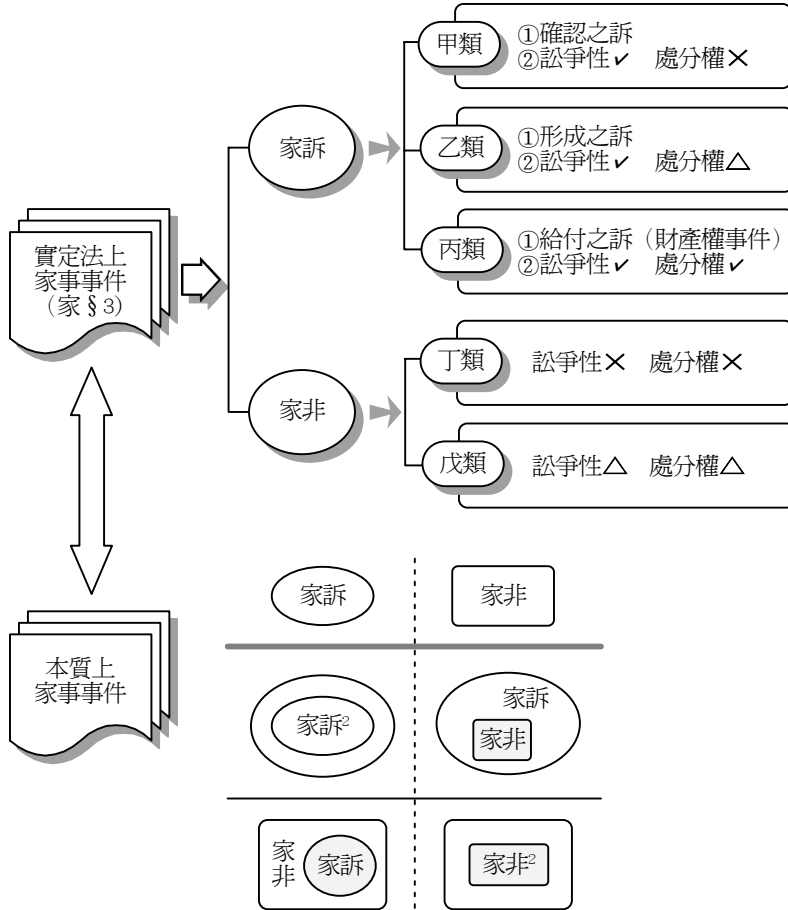 甲類
①確認之訴
②訟爭性✓ 處分權×
家訴
乙類
①形成之訴
②訟爭性✓ 處分權△
丙類
①給付之訴（財產權事件）
②訟爭性✓ 處分權✓
實定法上
家事事件
（家§3）
家非
丁類
訟爭性× 處分權×
戊類
訟爭性△ 處分權△
本質上
家事事件
家訴
家非
家訴²
家訴
家非
家非
家訴
家非²